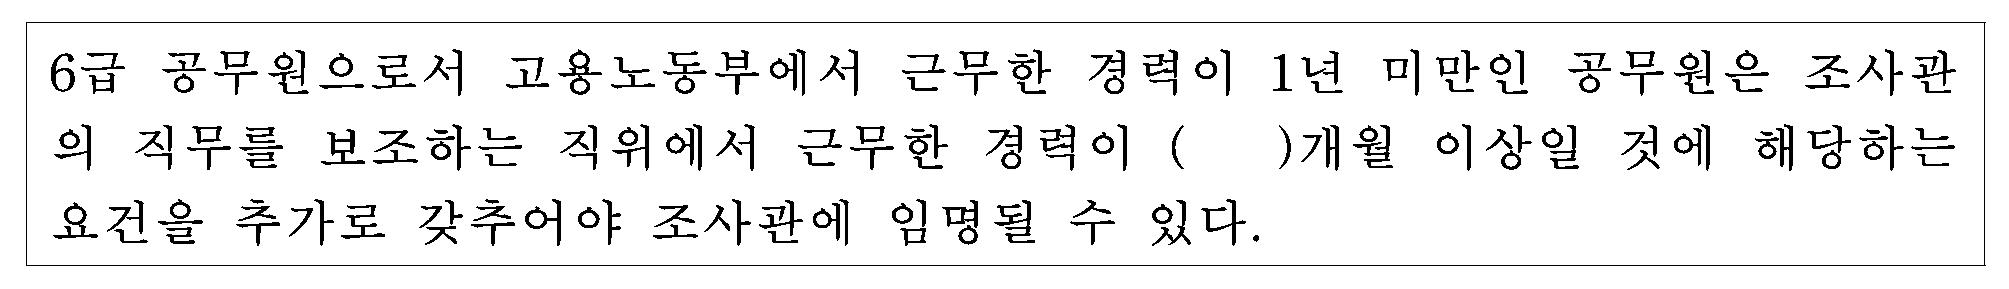 6급 공무원으로서 고용노동부에서 근무한 경력이 1년 미만인 공무원은 조사관
의 직무를 보조하는 직위에서 근무한 경력이 (   )개월 이상일 것에 해당하는
요건을 추가로 갖추어야 조사관에 임명될 수 있다.